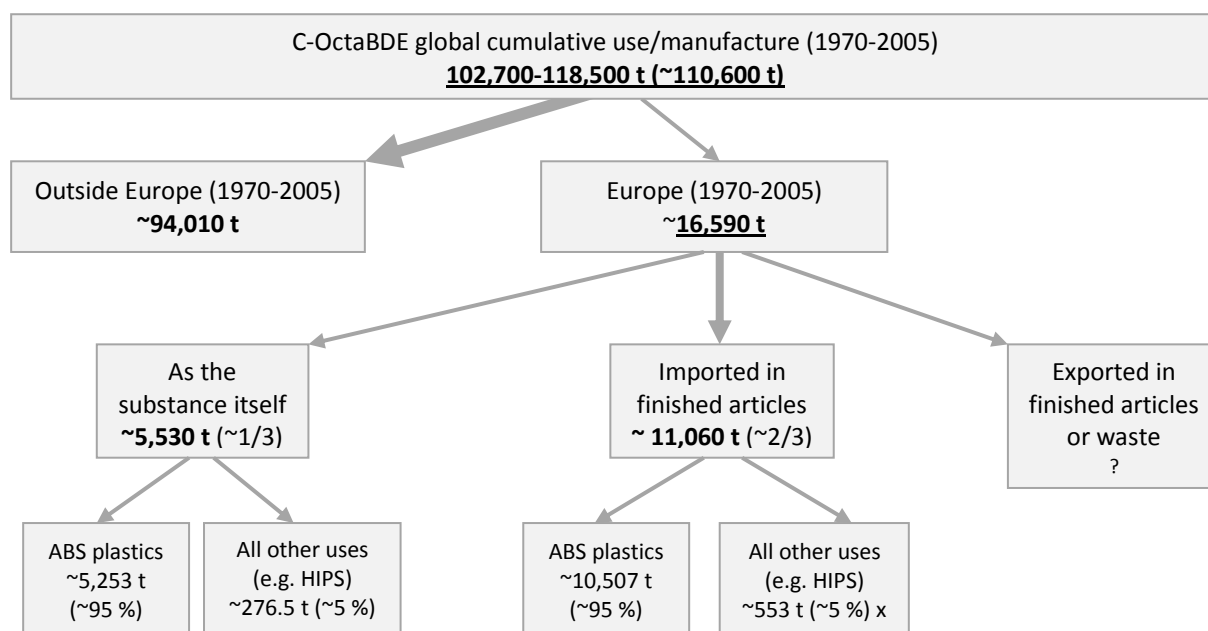 C-OctaBDE global cumulative use/manufacture (1970-2005)
102,700-118,500 t (~110,600 t)
Outside Europe (1970-2005)
~94,010 t
Europe (1970-2005)
~16,590 t
As the
substance itself
~5,530 t (~1/3)
Imported in
finished articles
~ 11,060 t (~2/3)
Exported in
finished articles
or waste
?
ABS plastics
~5,253 t
(~95 %)
All other uses
(e.g. HIPS)
~276.5 t (~5 %)
ABS plastics
~10,507 t
(~95 %)
All other uses
(e.g. HIPS)
~553 t (~5 %) x